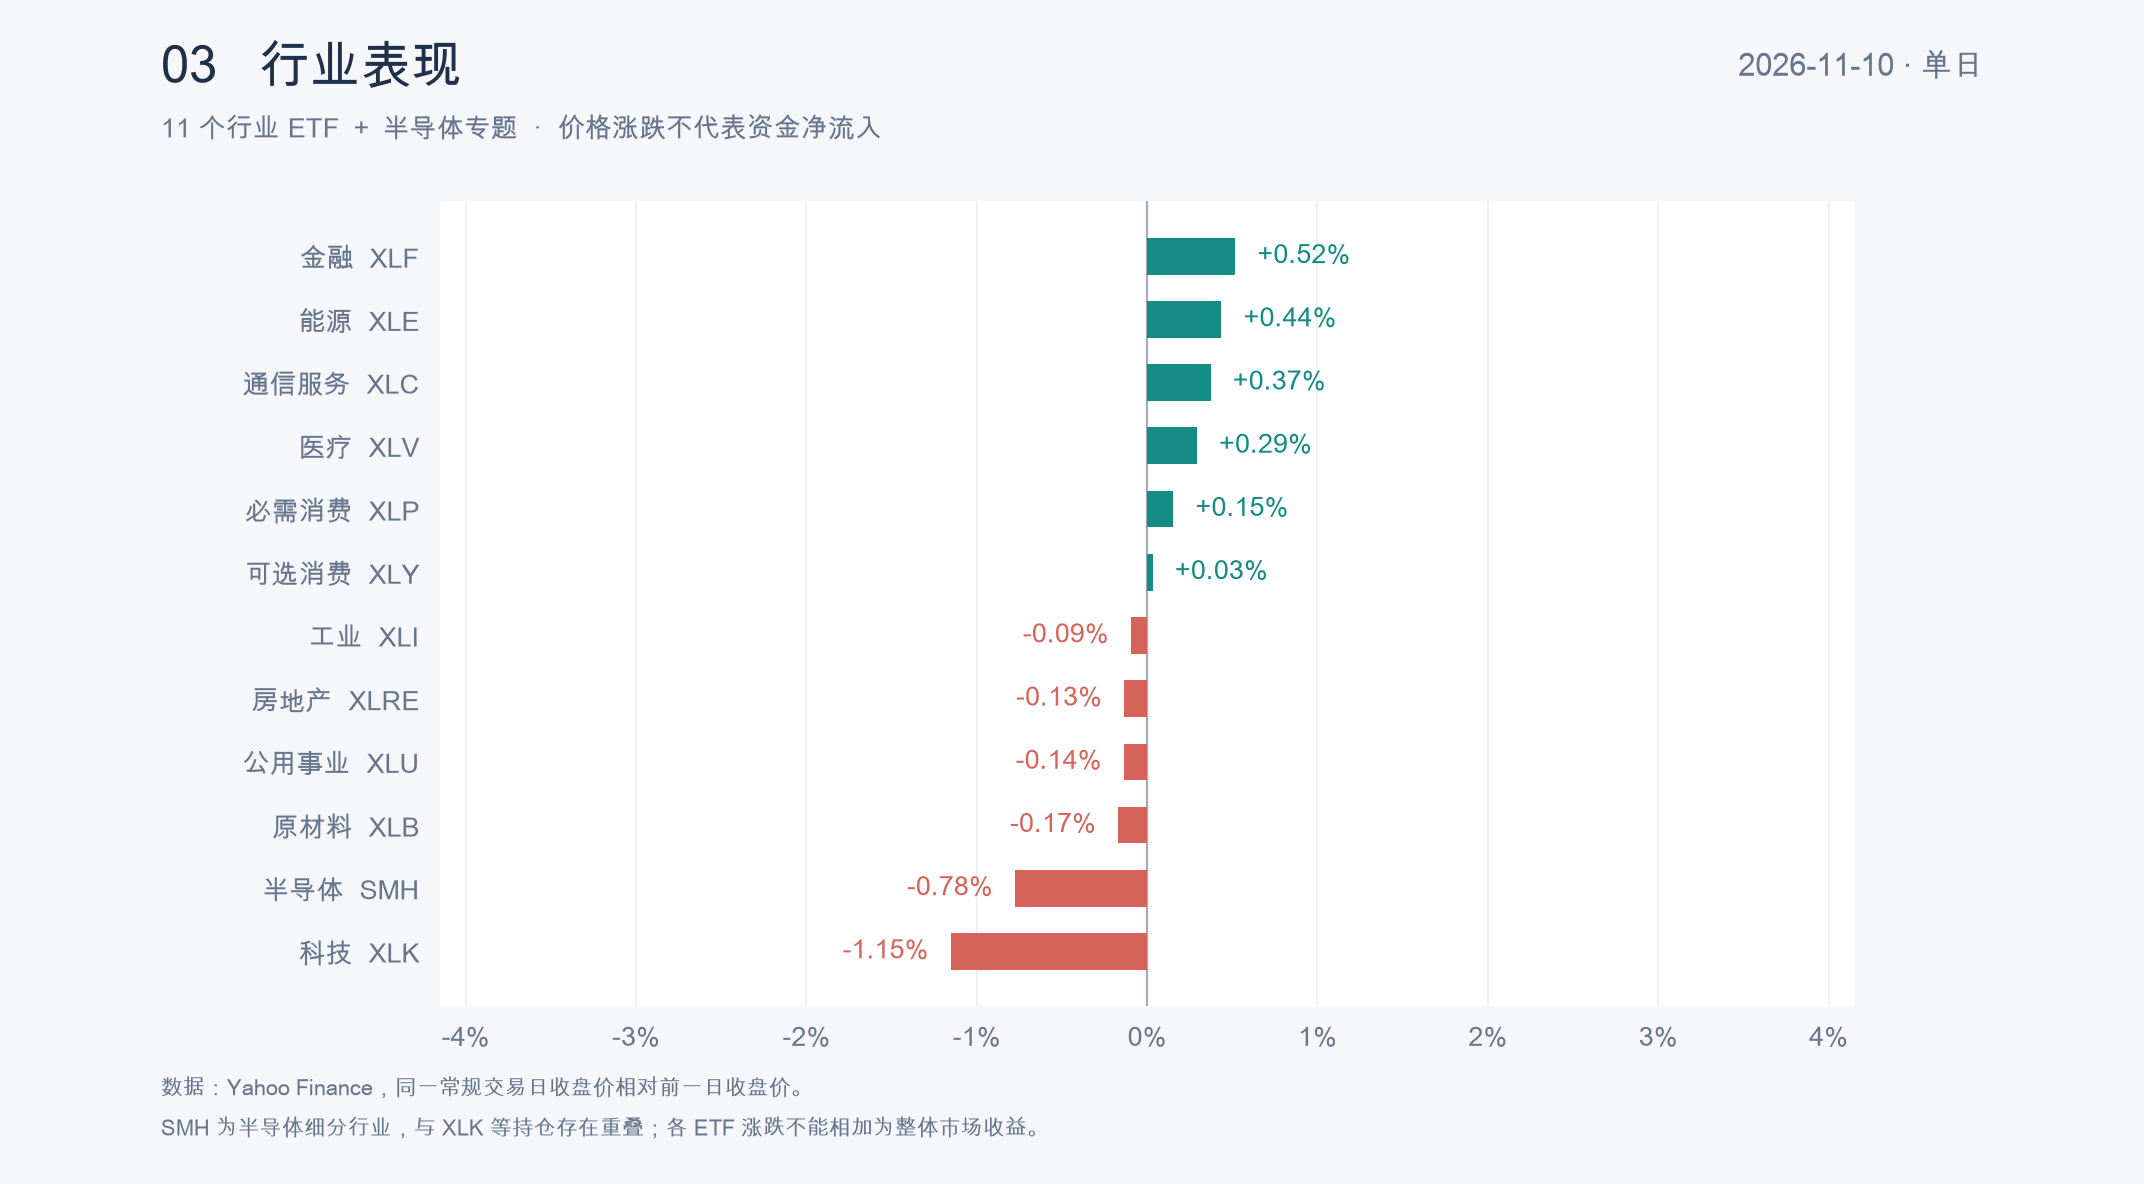 03 行业表现
2026-11-10 · 单日
11 个行业 ETF + 半导体专题 · 价格涨跌不代表资金净流入
金融 XLF +0.52%
能源 XLE +0.44%
通信服务 XLC +0.37%
医疗 XLV +0.29%
必需消费 XLP +0.15%
可选消费 XLY +0.03%
工业 XLI -0.09%
房地产 XLRE -0.13%
公用事业 XLU -0.14%
原材料 XLB -0.17%
半导体 SMH -0.78%
科技 XLK -1.15%
-4% -3% -2% -1% 0% 1% 2% 3% 4%
数据：Yahoo Finance，同一常规交易日收盘价相对前一日收盘价。
SMH 为半导体细分行业，与 XLK 等持仓存在重叠；各 ETF 涨跌不能相加为整体市场收益。